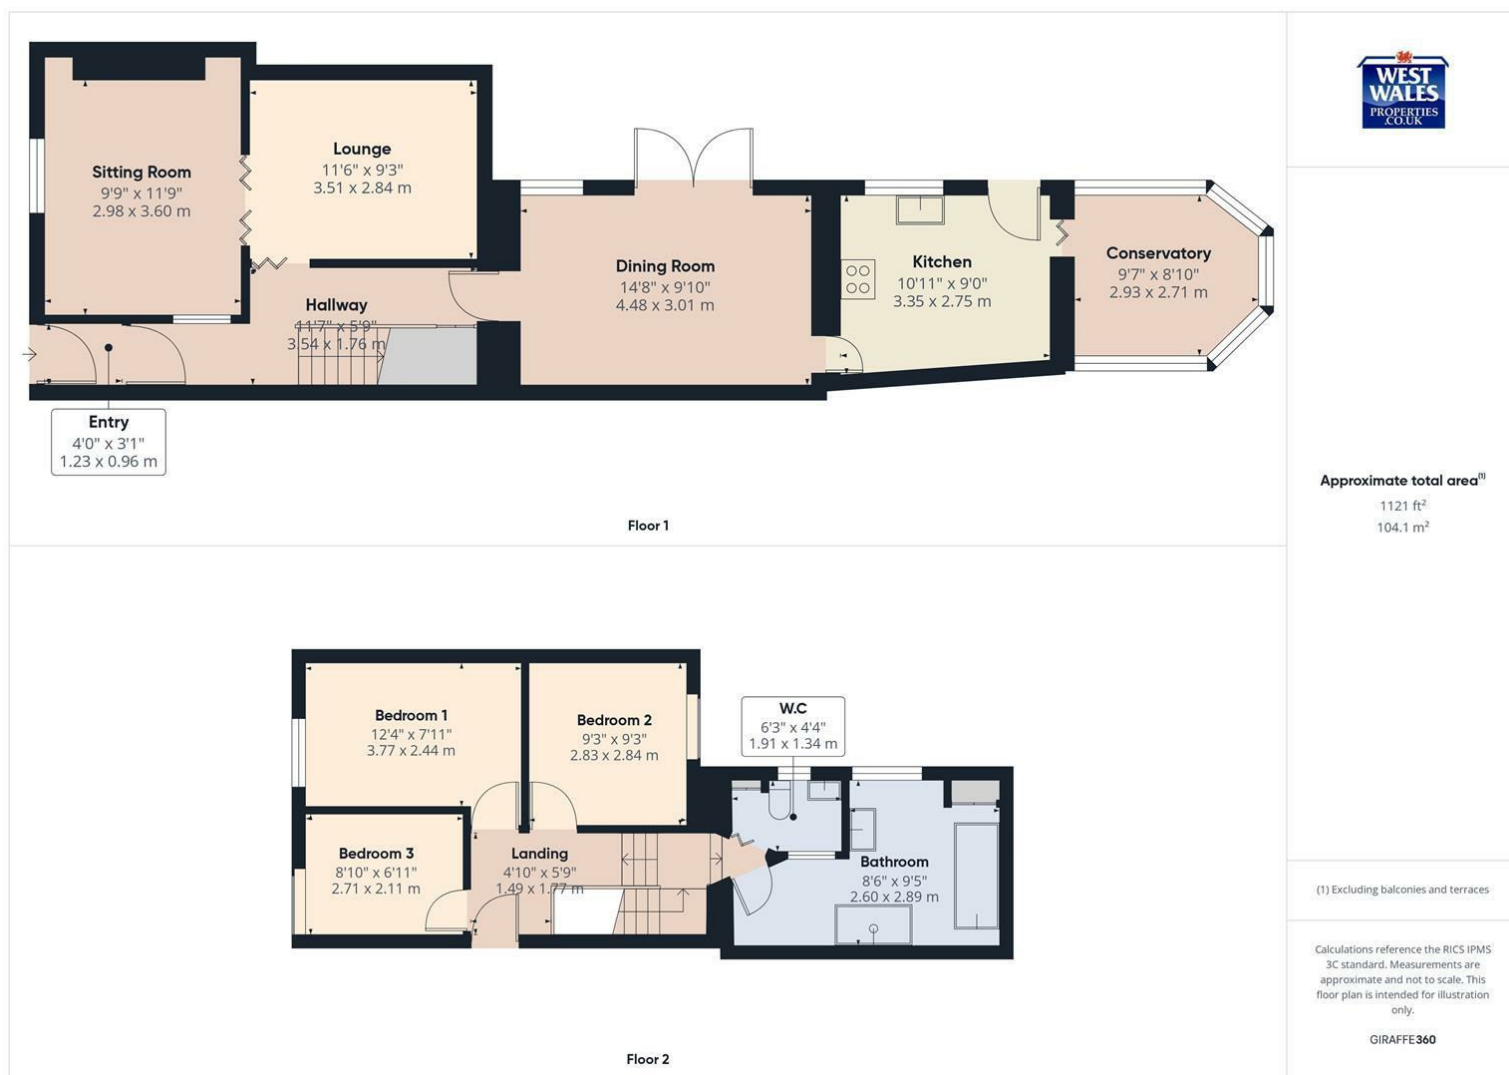 Sitting Room
9'9" x 11'9"
2.98 x 3.60 m
Lounge
11'6" x 9'3"
3.51 x 2.84 m
Hallway
11'7" x 5'9"
3.54 x 1.76 m
Dining Room
14'8" x 9'10"
4.48 x 3.01 m
Kitchen
10'11" x 9'0"
3.35 x 2.75 m
Conservatory
9'7" x 8'10"
2.93 x 2.71 m
Entry
4'0" x 3'1"
1.23 x 0.96 m
Floor 1
Bedroom 1
12'4" x 7'11"
3.77 x 2.44 m
Bedroom 2
9'3" x 9'3"
2.83 x 2.84 m
W.C
6'3" x 4'4"
1.91 x 1.34 m
Bedroom 3
8'10" x 6'11"
2.71 x 2.11 m
Landing
4'10" x 5'9"
1.49 x 1.77 m
Bathroom
8'6" x 9'5"
2.60 x 2.89 m
Floor 2
WEST
WALES
PROPERTIES
.CO.UK
Approximate total area(1)
1121 ft²
104.1 m²
(1) Excluding balconies and terraces
Calculations reference the RICS IPMS
3C standard. Measurements are
approximate and not to scale. This
floor plan is intended for illustration
only.
GIRAFFE360